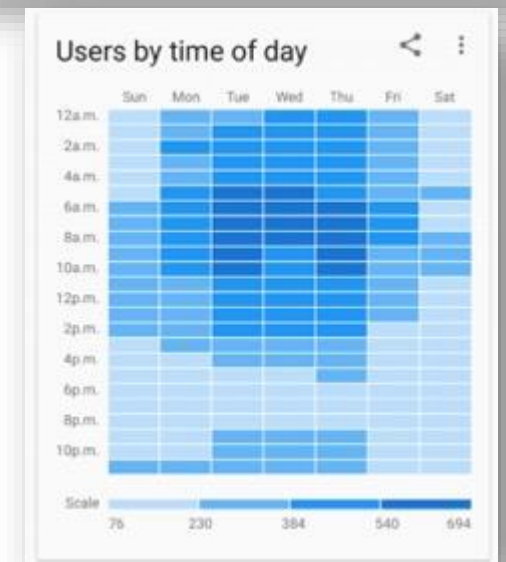 Users by time of day
Sun Mon Tue Wed Thu Fri Sat
12a.m.
2a.m.
4a.m.
6a.m.
8a.m.
10a.m.
12p.m.
2p.m.
4p.m.
6p.m.
8p.m.
10p.m.
Scale
76 230 384 540 694